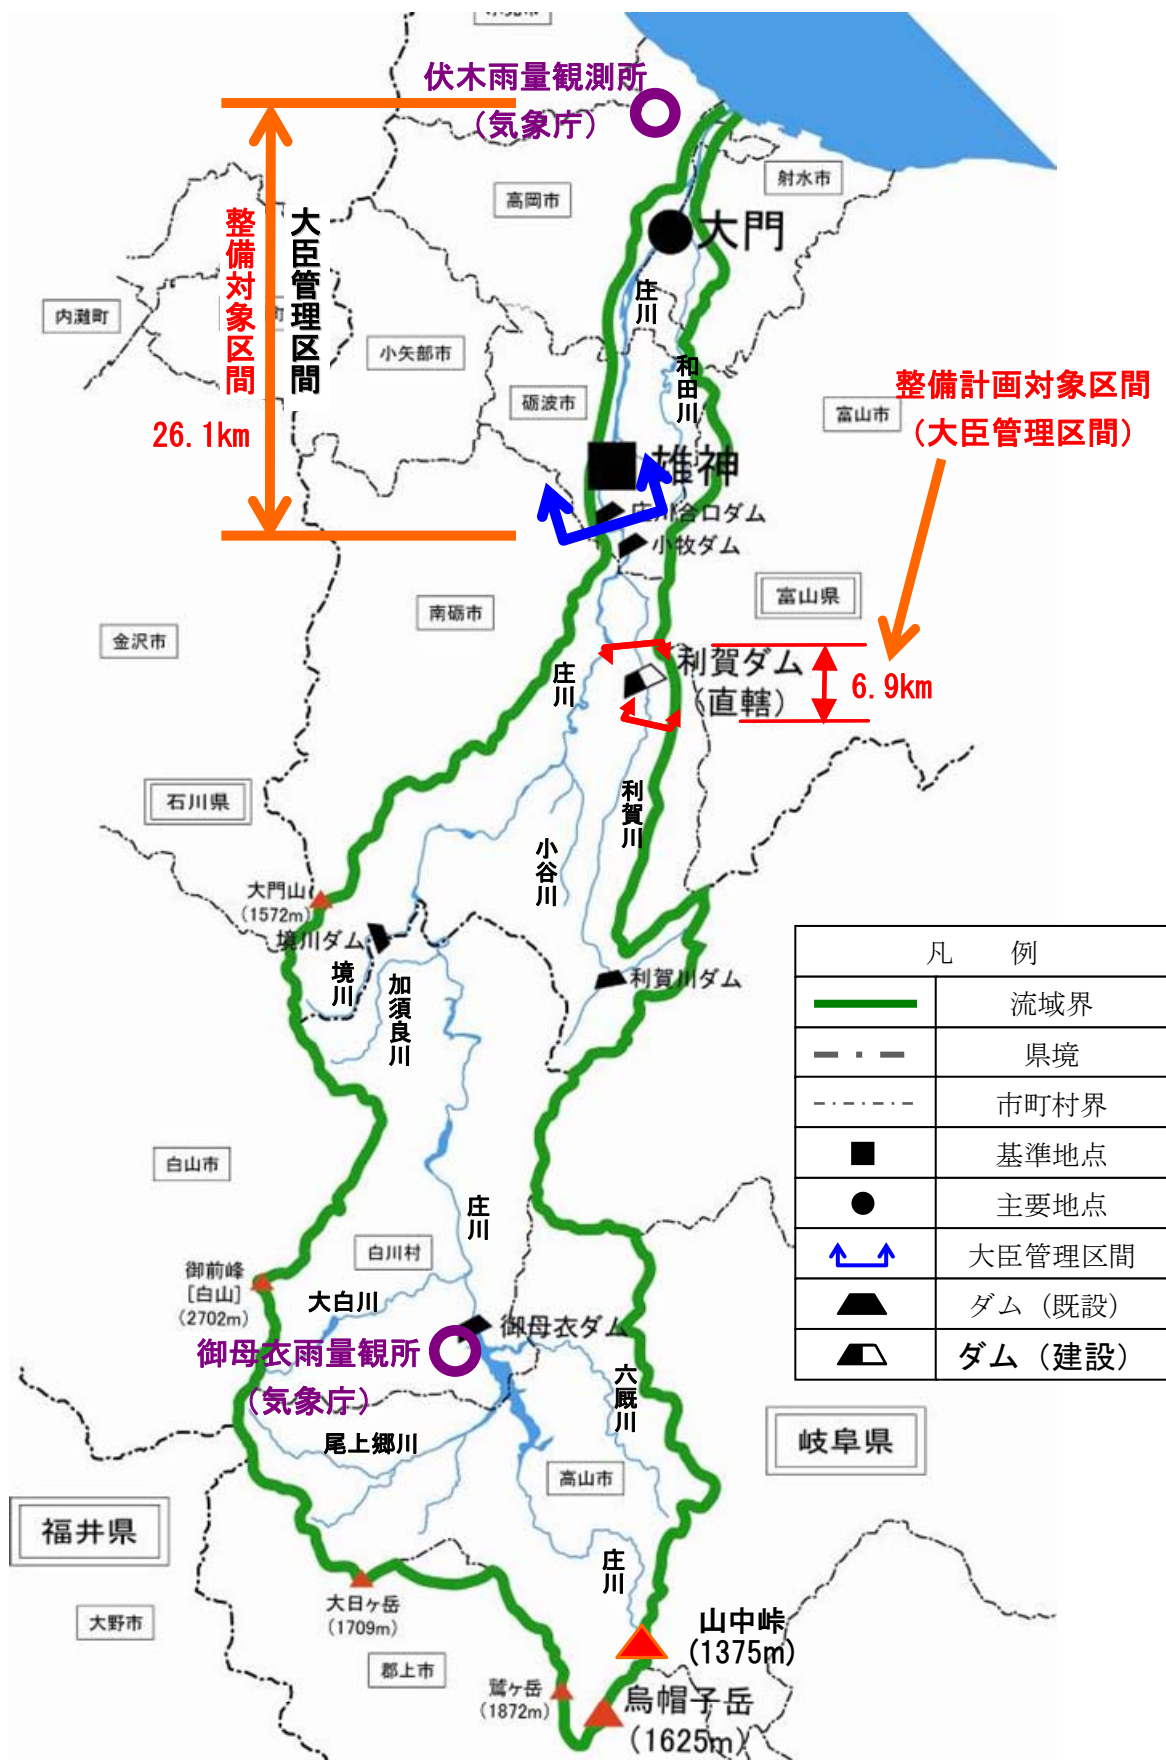 伏木雨量観測所
（気象庁）
射水市
高岡市
大門
整備対象区間
大臣管理区間
内灘町
小矢部市
庄川
和田川
砺波市
26.1km
整備計画対象区間
（大臣管理区間）
富山市
雄神
庄川合口ダム
小牧ダム
富山県
南砺市
金沢市
庄川
利賀ダム
（直轄）
6.9km
石川県
利賀川
小谷川
大門山
（1572m）
境川ダム
境川
加須良川
利賀川ダム
凡　例
流域界
県境
市町村界
基準地点
主要地点
大臣管理区間
ダム（既設）
ダム（建設）
白山市
庄川
白川村
御前峰
[白山]
（2702m）
大白川
御母衣ダム
御母衣雨量観所
（気象庁）
六厩川
尾上郷川
岐阜県
高山市
福井県
庄川
大日ヶ岳
（1709m）
大野市
山中峠
(1375m)
郡上市
鷲ヶ岳
（1872m）
烏帽子岳
（1625m）